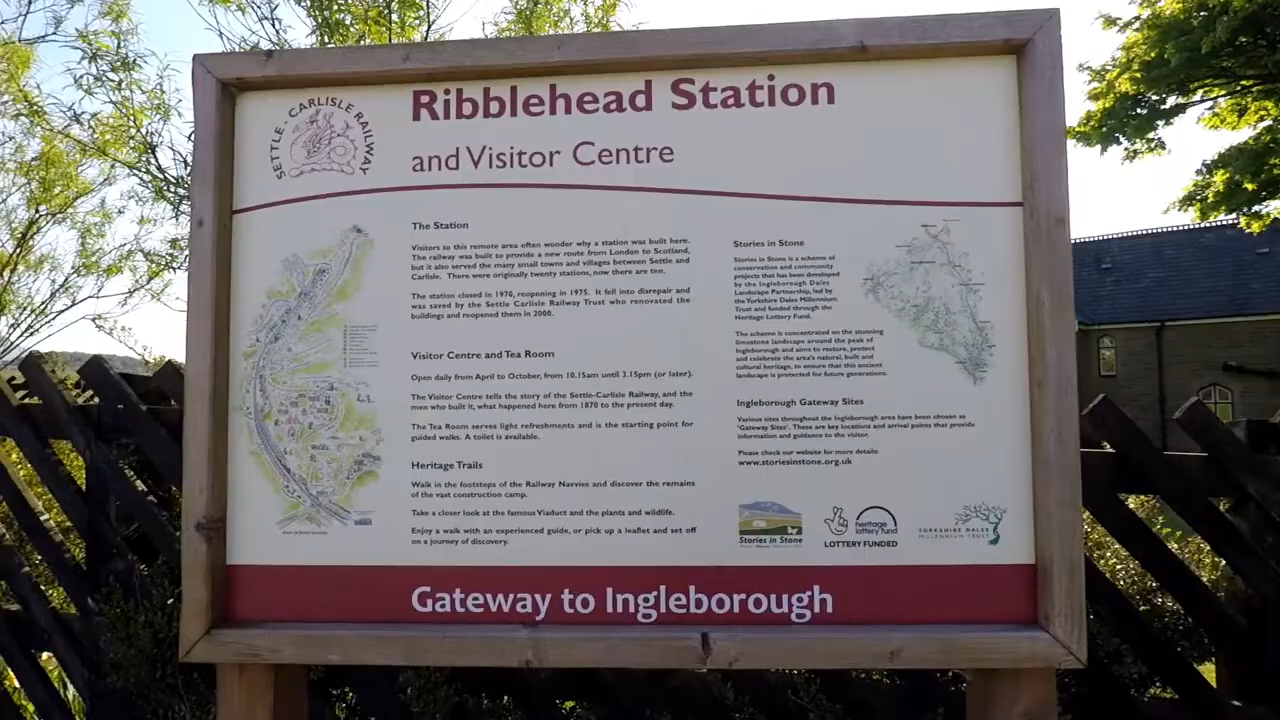 SETTLE - CARLISLE RAILWAY
Ribblehead Station
and Visitor Centre
The Station
Visitors to this remote area often wonder why a station was built here.
The railway was built to provide a new route from London to Scotland,
but it also served the many small towns and villages between Settle and
Carlisle. There were originally twenty stations, now there are ten.
The station closed in 1970, reopening in 1975. It fell into disrepair and
was saved by the Settle Carlisle Railway Trust who renovated the
buildings and reopened them in 2000.
Visitor Centre and Tea Room
Open daily from April to October, from 10.15am until 3.15pm (or later).
The Visitor Centre tells the story of the Settle-Carlisle Railway, and the
men who built it, what happened here from 1870 to the present day.
The Tea Room serves light refreshments and is the starting point for
guided walks. A toilet is available.
Heritage Trails
Walk in the footsteps of the Railway Navvies and discover the remains
of the vast construction camp.
Take a closer look at the famous Viaduct and the plants and wildlife.
Enjoy a walk with an experienced guide, or pick up a leaflet and set off
on a journey of discovery.
Stories in Stone
Stories in Stone is a scheme of
conservation and community
projects that has been developed
by the Ingleborough Dales
Landscape Partnership, led by
the Yorkshire Dales Millennium
Trust and funded through the
Heritage Lottery Fund.
The scheme is concentrated on the stunning
limestone landscape around the peak of
Ingleborough and aims to restore, protect
and celebrate the area's natural, built and
cultural heritage, to ensure that this ancient
landscape is protected for future generations.
Ingleborough Gateway Sites
Various sites throughout the Ingleborough area have been chosen as
'Gateway Sites'. These are key locations and arrival points that provide
information and guidance to the visitor.
Please check our website for more details:
www.storiesinstone.org.uk
Stories in Stone
heritage
lottery fund
LOTTERY FUNDED
YORKSHIRE DALES
MILLENNIUM TRUST
Gateway to Ingleborough